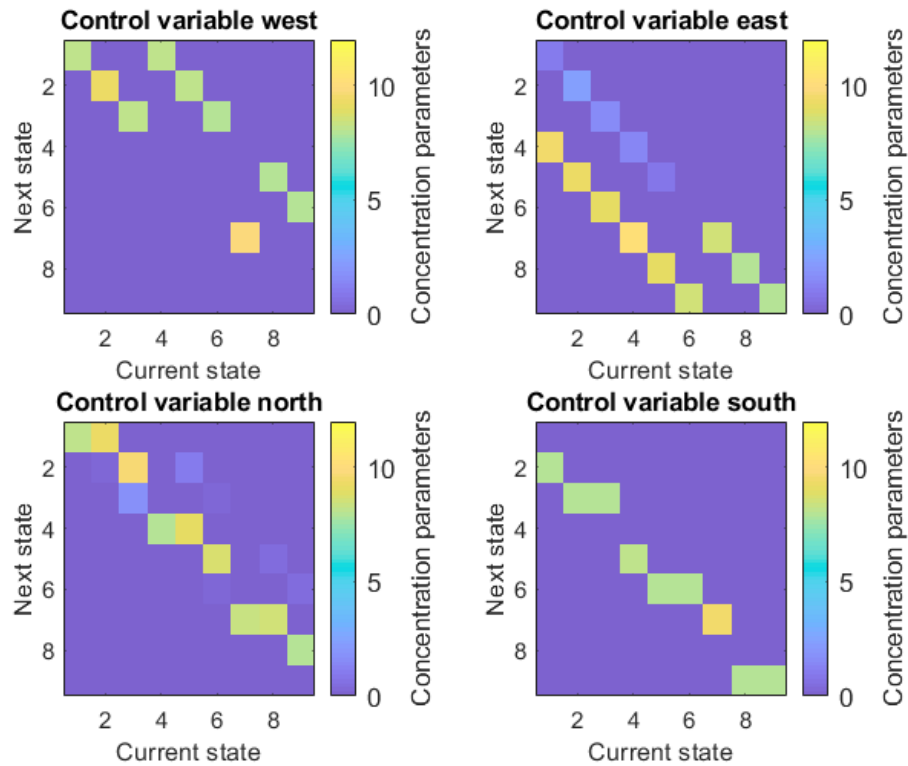 Control variable west
Next state
2
4
6
8
2 4 6 8
Current state
10
5
0
Concentration parameters
Control variable east
Next state
2
4
6
8
2 4 6 8
Current state
10
5
0
Concentration parameters
Control variable north
Next state
2
4
6
8
2 4 6 8
Current state
10
5
0
Concentration parameters
Control variable south
Next state
2
4
6
8
2 4 6 8
Current state
10
5
0
Concentration parameters